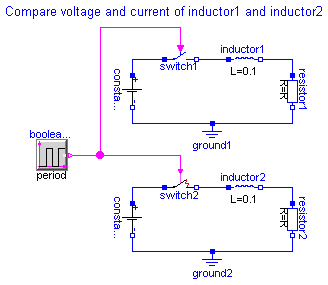 Compare voltage and current of inductor1 and inductor2
inductor1
switch1
L=0.1
consta...
resistor1
R=R
ground1
boolea...
period
inductor2
switch2
L=0.1
consta...
resistor2
R=R
ground2